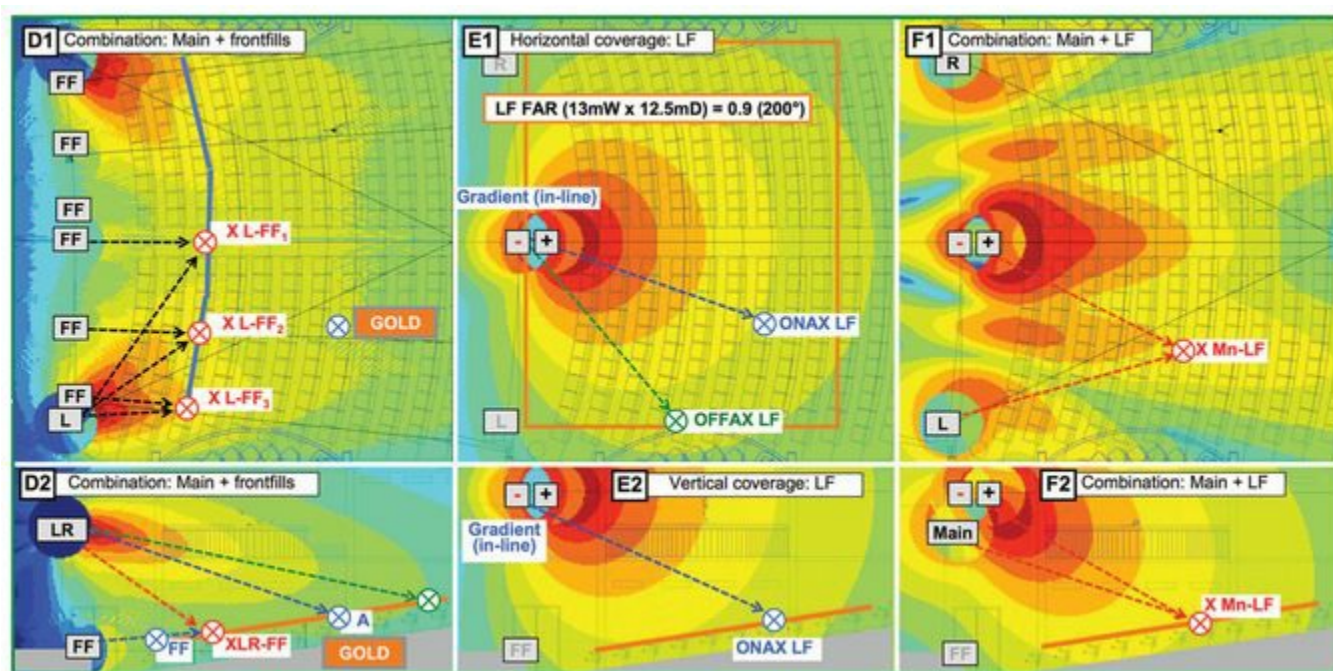 D1 Combination: Main + frontfills
FF
FF
FF
FF
X L-FF₁
FF
X L-FF₂
GOLD
FF
X L-FF₃
L
E1 Horizontal coverage: LF
R
LF FAR (13mW x 12.5mD) = 0.9 (200°)
Gradient (in-line)
- +
ONAX LF
OFFAX LF
L
F1 Combination: Main + LF
R
- +
X Mn-LF
L
D2 Combination: Main + frontfills
LR
A
FF
FF
XLR-FF
GOLD
E2 Vertical coverage: LF
- +
Gradient
(in-line)
ONAX LF
FF
F2 Combination: Main + LF
- +
Main
X Mn-LF
FF